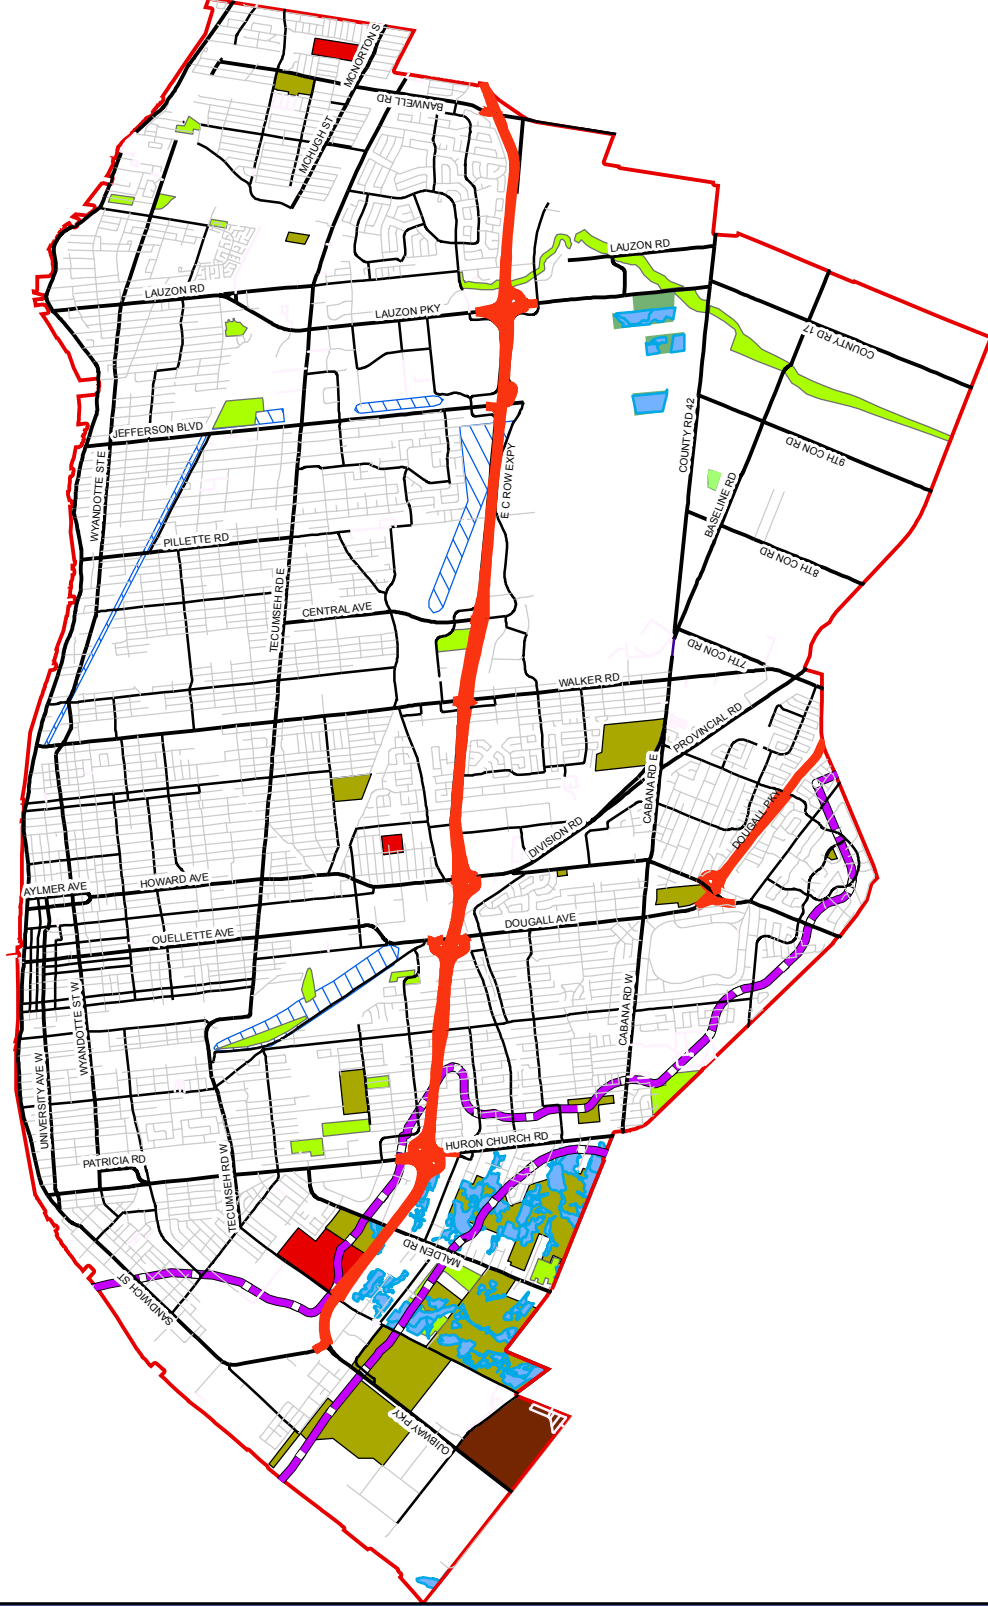 MCNORTON S
BANWELL RD
MCHUGH ST
LAUZON RD
LAUZON RD
LAUZON PKY
COUNTY RD 17
JEFFERSON BLVD
COUNTY RD 42
9TH CON RD
WYANDOTTE ST E
E C ROW EXPY
BASELINE RD
PILLETTE RD
8TH CON RD
TECUMSEH RD E
CENTRAL AVE
7TH CON RD
WALKER RD
PROVINCIAL RD
CABANA RD E
DOUGALL PKY
DIVISION RD
AYLMER AVE
HOWARD AVE
OUELLETTE AVE
DOUGALL AVE
WYANDOTTE ST W
CABANA RD W
UNIVERSITY AVE W
HURON CHURCH RD
PATRICIA RD
TECUMSEH RD W
MALDEN RD
SANDWICH ST
OJIBWAY PKY